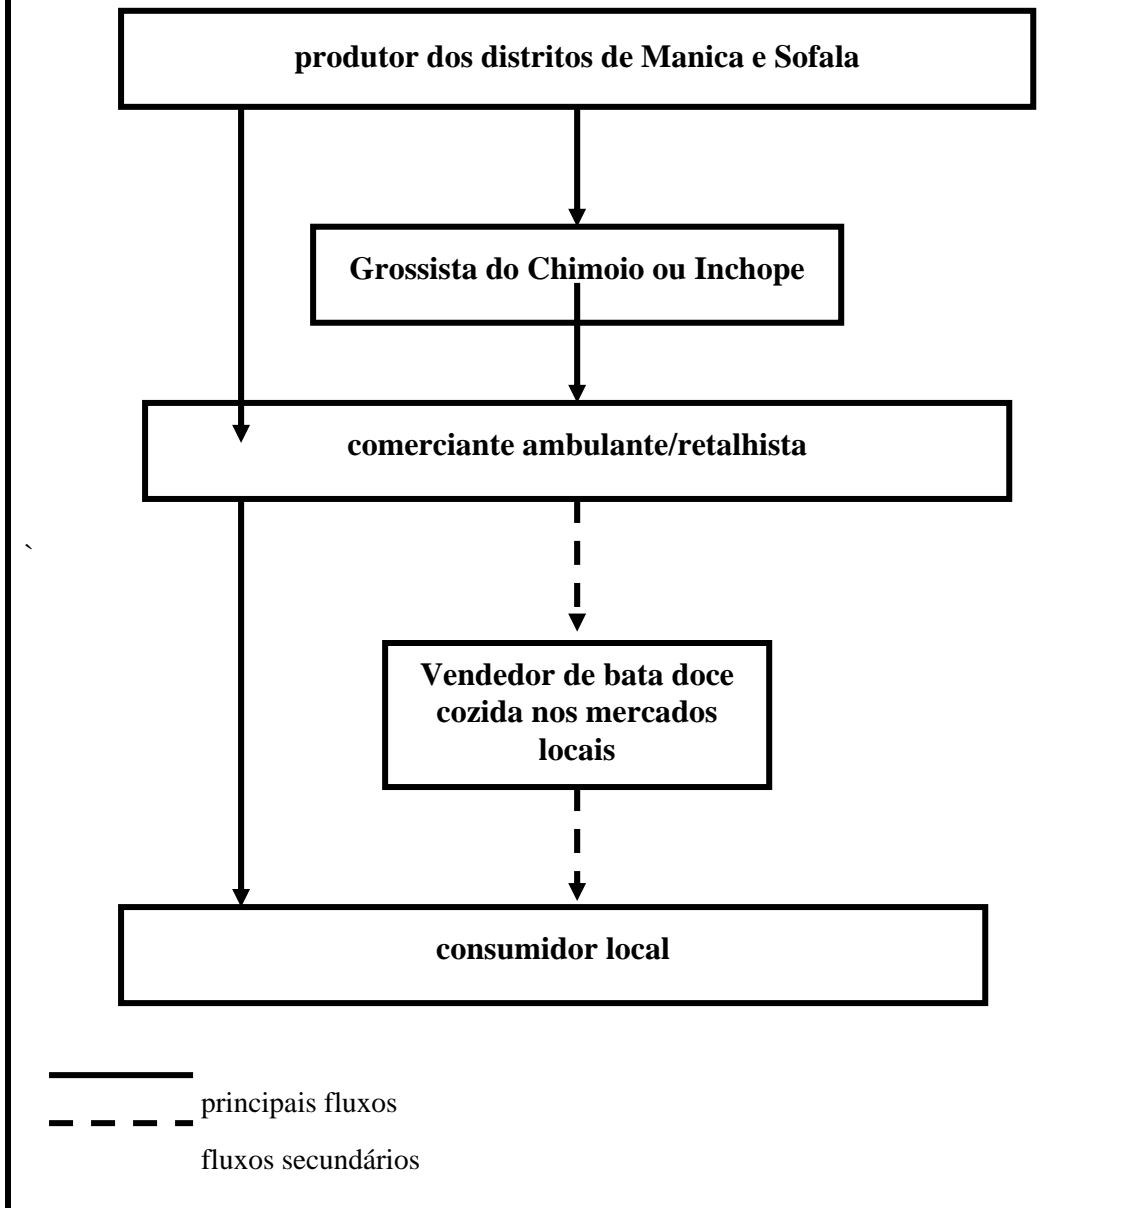 produtor dos distritos de Manica e Sofala
Grossista do Chimoio ou Inchope
comerciante ambulante/retalhista
`
Vendedor de bata doce
cozida nos mercados
locais
consumidor local
principais fluxos
fluxos secundários